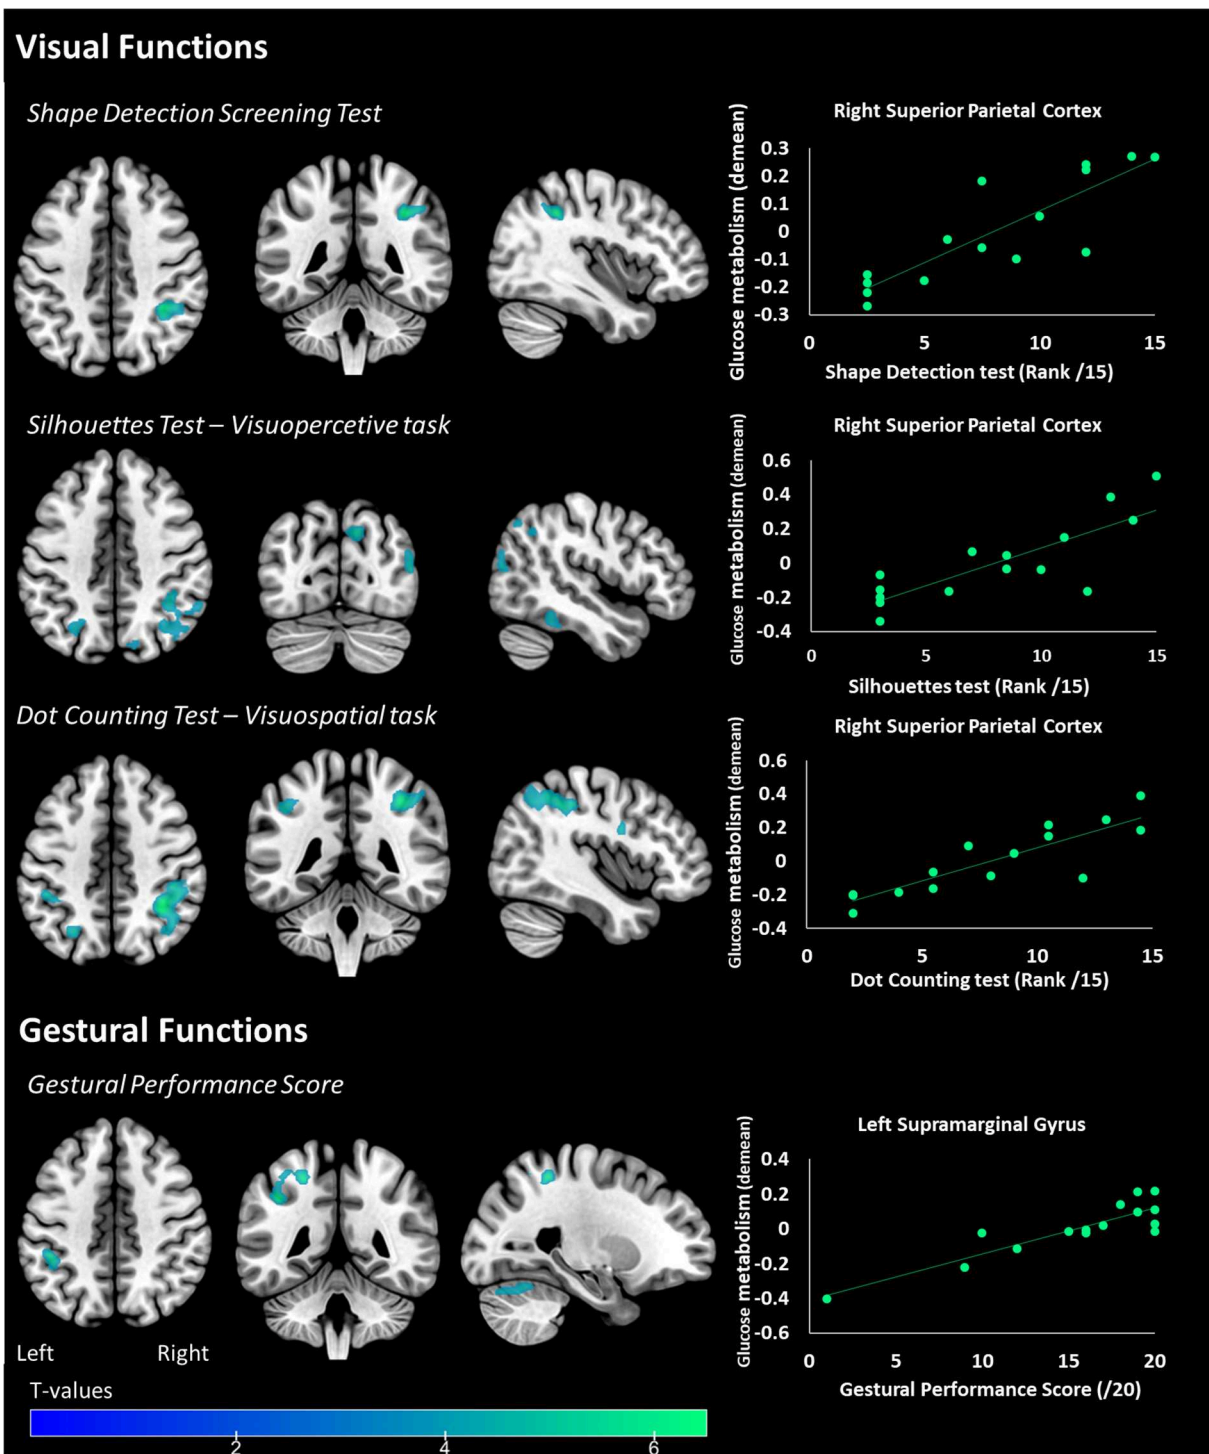 Visual Functions
Shape Detection Screening Test
Right Superior Parietal Cortex
Glucose metabolism (demean)
0.3
0.2
0.1
0
-0.1
-0.2
-0.3
0 5 10 15
Shape Detection test (Rank /15)
Silhouettes Test – Visuopercetive task
Right Superior Parietal Cortex
Glucose metabolism (demean)
0.6
0.4
0.2
0
-0.2
-0.4
0 5 10 15
Silhouettes test (Rank /15)
Dot Counting Test – Visuospatial task
Right Superior Parietal Cortex
Glucose metabolism (demean)
0.6
0.4
0.2
0
-0.2
-0.4
0 5 10 15
Dot Counting test (Rank /15)
Gestural Functions
Gestural Performance Score
Left Supramarginal Gyrus
Glucose metabolism (demean)
0.4
0.2
0
-0.2
-0.4
-0.6
0 5 10 15 20
Gestural Performance Score (/20)
Left Right
T-values
2 4 6